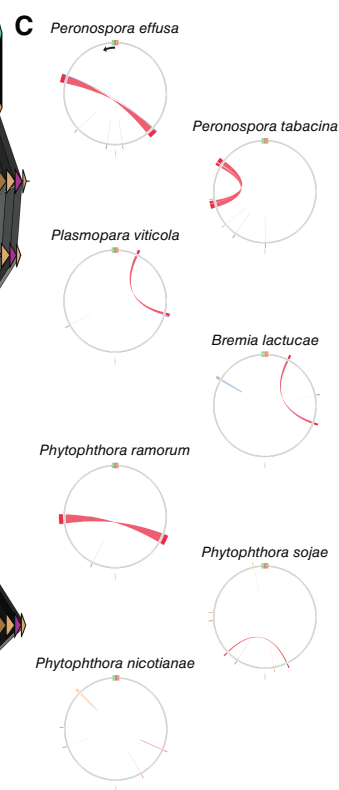 C
Peronospora effusa
Peronospora tabacina
Plasmopara viticola
Bremia lactucae
Phytophthora ramorum
Phytophthora sojae
Phytophthora nicotianae